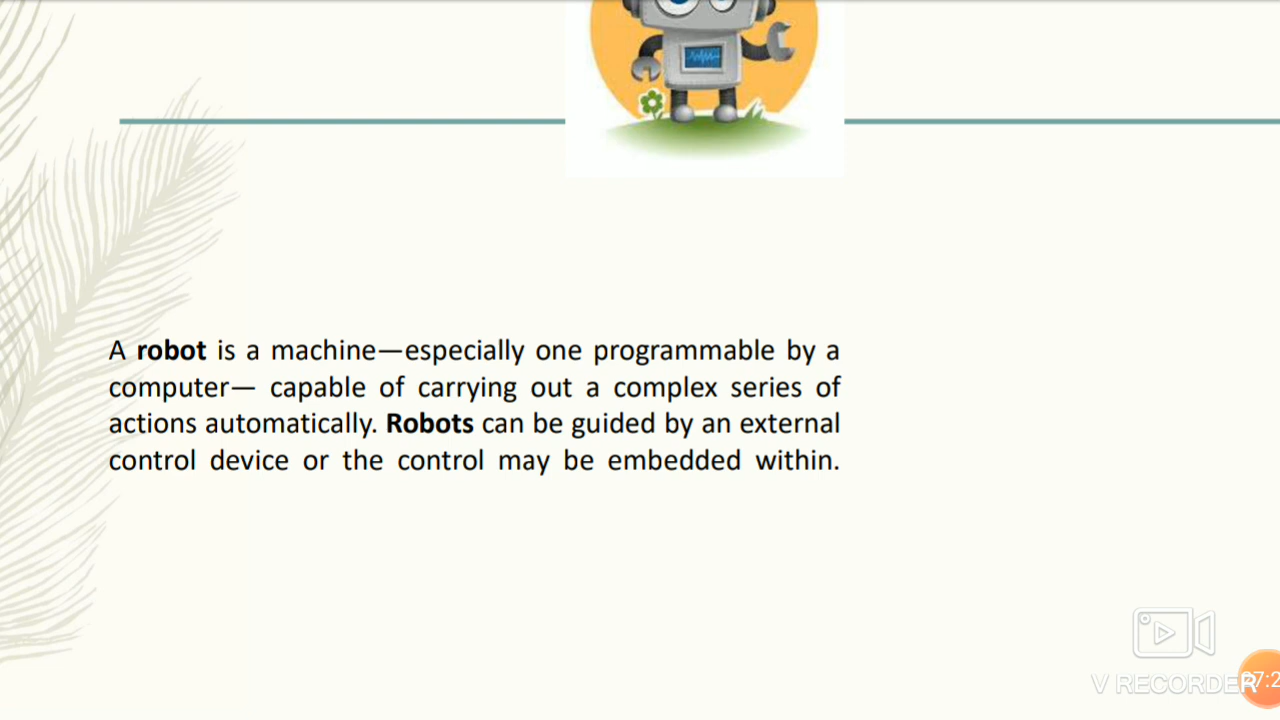 A robot is a machine—especially one programmable by a
computer— capable of carrying out a complex series of
actions automatically. Robots can be guided by an external
control device or the control may be embedded within.
V RECORDER